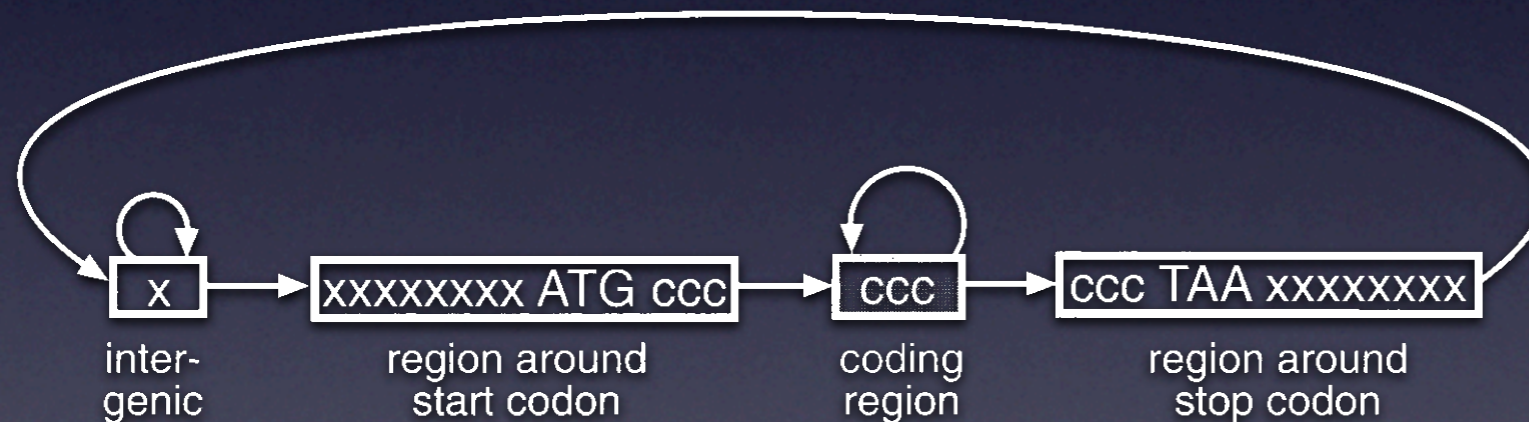 x
xxxxxxxx ATG ccc
ccc
ccc TAA xxxxxxxx
inter-
genic
region around
start codon
coding
region
region around
stop codon